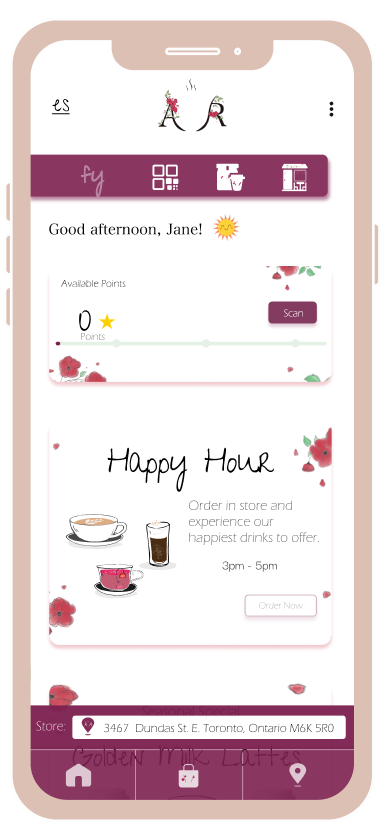 es
A R
fy
Good afternoon, Jane!
Available Points
0
Points
Scan
Happy Hour
Order in store and
experience our
happiest drinks to offer.
3pm - 5pm
Order Now
Seasonal Special
Store: 3467 Dundas St. E. Toronto, Ontario M6K 5R0
Golden Milk Lattes